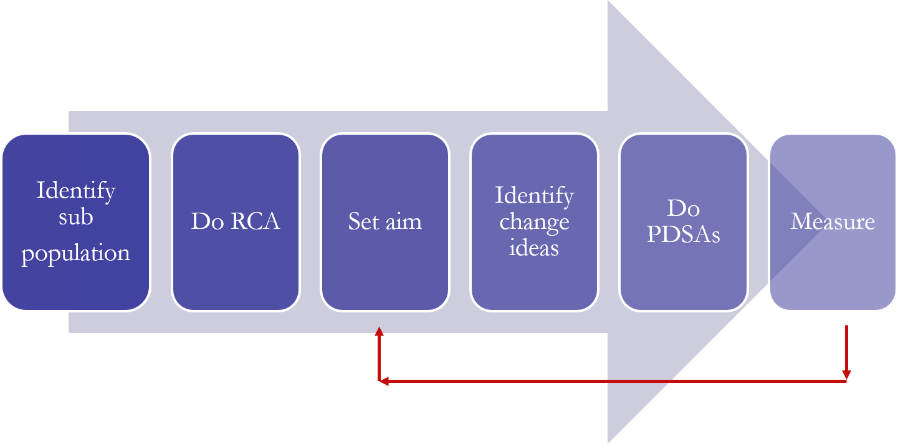 Identify
sub
population
Do RCA
Set aim
Identify
change
ideas
Do
PDSAs
Measure